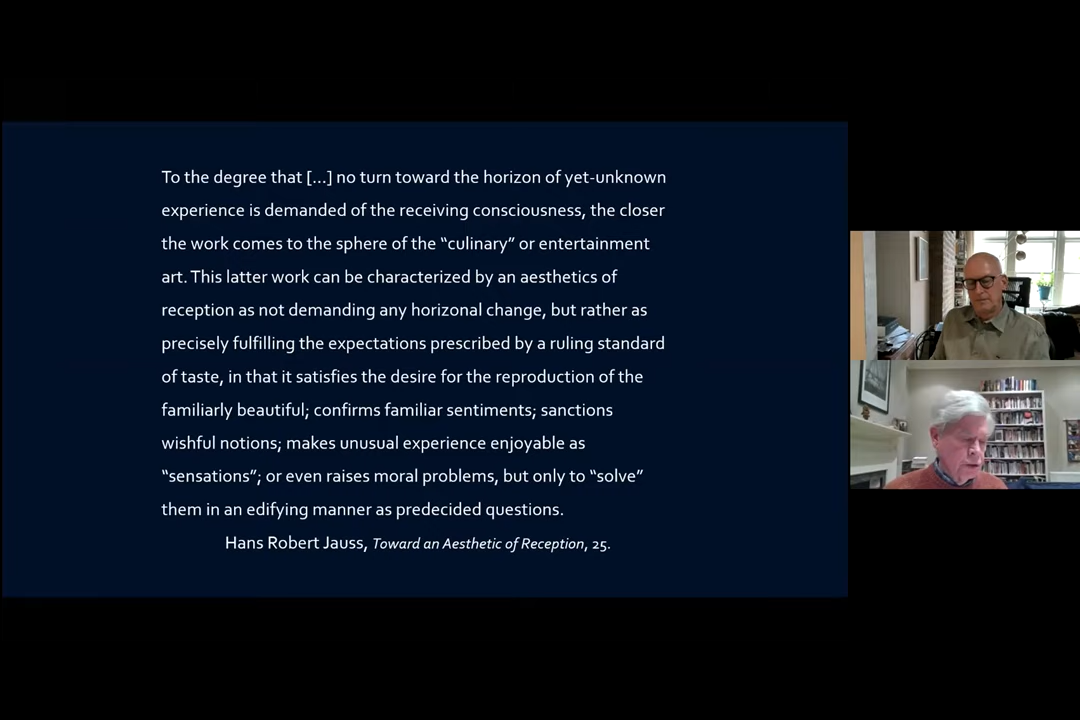 To the degree that [...] no turn toward the horizon of yet-unknown
experience is demanded of the receiving consciousness, the closer
the work comes to the sphere of the “culinary” or entertainment
art. This latter work can be characterized by an aesthetics of
reception as not demanding any horizonal change, but rather as
precisely fulfilling the expectations prescribed by a ruling standard
of taste, in that it satisfies the desire for the reproduction of the
familiarly beautiful; confirms familiar sentiments; sanctions
wishful notions; makes unusual experience enjoyable as
“sensations”; or even raises moral problems, but only to “solve”
them in an edifying manner as predecided questions.
Hans Robert Jauss, Toward an Aesthetic of Reception, 25.